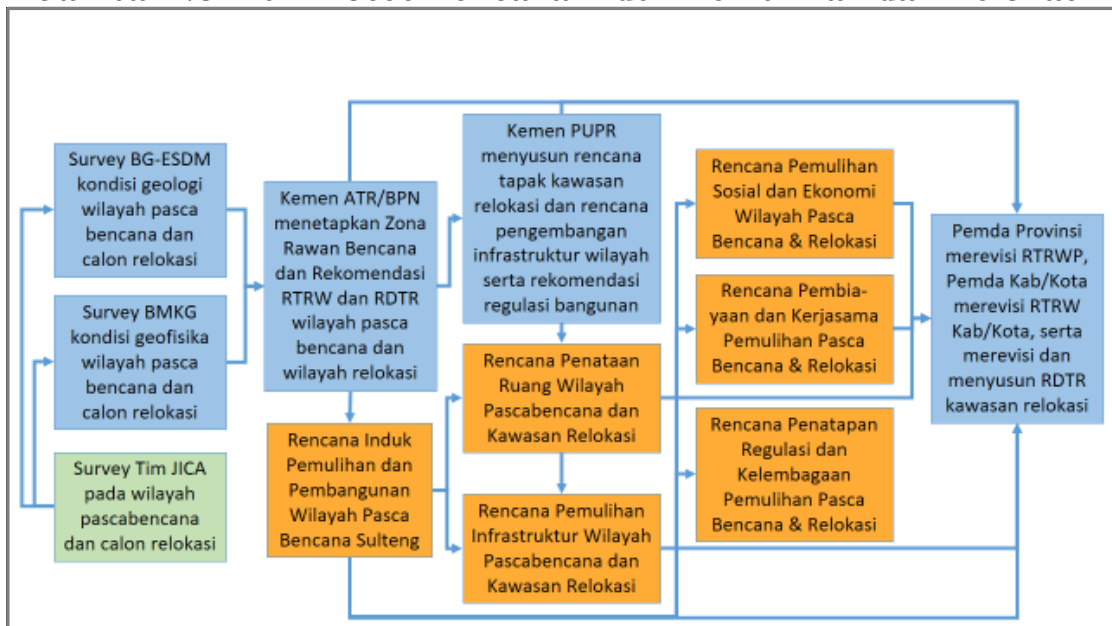 Survey BG-ESDM
kondisi geologi
wilayah pasca
bencana dan
calon relokasi
Survey BMKG
kondisi geofisika
wilayah pasca
bencana dan
calon relokasi
Survey Tim JICA
pada wilayah
pascabencana
dan calon relokasi
Kemen ATR/BPN
menetapkan Zona
Rawan Bencana
dan Rekomendasi
RTRW dan RDTR
wilayah pasca
bencana dan
wilayah relokasi
Rencana Induk
Pemulihan dan
Pembangunan
Wilayah Pasca
Bencana Sulteng
Kemen PUPR
menyusun rencana
tapak kawasan
relokasi dan rencana
pengembangan
infrastruktur wilayah
serta rekomendasi
regulasi bangunan
Rencana Penataan
Ruang Wilayah
Pascabencana dan
Kawasan Relokasi
Rencana Pemulihan
Infrastruktur Wilayah
Pascabencana dan
Kawasan Relokasi
Rencana Pemulihan
Sosial dan Ekonomi
Wilayah Pasca
Bencana & Relokasi
Rencana Pembia-
yaan dan Kerjasama
Pemulihan Pasca
Bencana & Relokasi
Rencana Penatapan
Regulasi dan
Kelembagaan
Pemulihan Pasca
Bencana & Relokasi
Pemda Provinsi
merevisi RTRWP,
Pemda Kab/Kota
merevisi RTRW
Kab/Kota, serta
merevisi dan
menyusun RDTR
kawasan relokasi